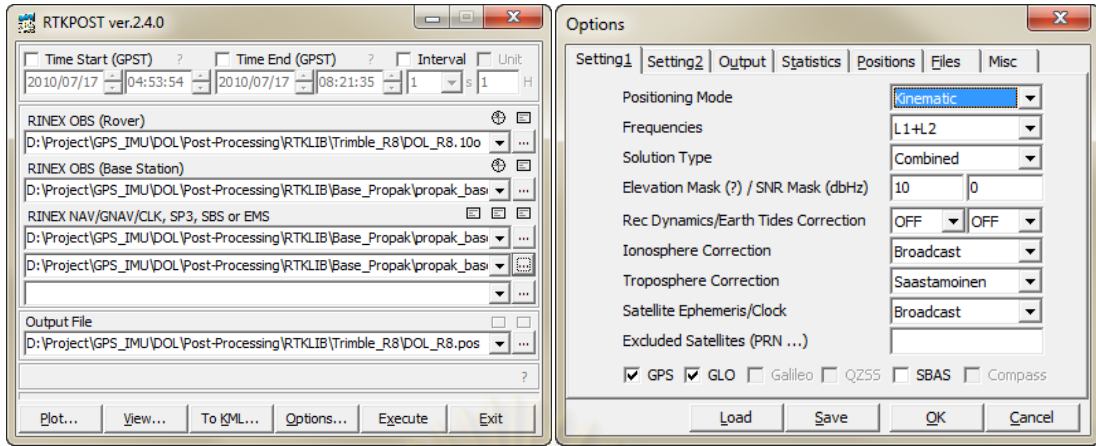 RTKPOST ver.2.4.0
Time Start (GPST) ? Time End (GPST) ? Interval Unit
2010/07/17 04:53:54 2010/07/17 08:21:35 1 s 1 H
RINEX OBS (Rover)
D:\Project\GPS_IMU\DOL\Post-Processing\RTKLIB\Trimble_R8\DOL_R8.10o ...
RINEX OBS (Base Station)
D:\Project\GPS_IMU\DOL\Post-Processing\RTKLIB\Base_Propak\propak_base ...
RINEX NAV/GNAV/CLK, SP3, SBS or EMS
D:\Project\GPS_IMU\DOL\Post-Processing\RTKLIB\Base_Propak\propak_base ...
D:\Project\GPS_IMU\DOL\Post-Processing\RTKLIB\Base_Propak\propak_base ...
...
Output File
D:\Project\GPS_IMU\DOL\Post-Processing\RTKLIB\Trimble_R8\DOL_R8.pos ...
?
Plot... View... To KML... Options... Execute Exit
Options
Setting1 Setting2 Output Statistics Positions Files Misc
Positioning Mode Kinematic
Frequencies L1+L2
Solution Type Combined
Elevation Mask (?) / SNR Mask (dbHz) 10 0
Rec Dynamics/Earth Tides Correction OFF OFF
Ionosphere Correction Broadcast
Troposphere Correction Saastamoinen
Satellite Ephemeris/Clock Broadcast
Excluded Satellites (PRN ...)
GPS GLO Galileo QZSS SBAS Compass
Load Save OK Cancel